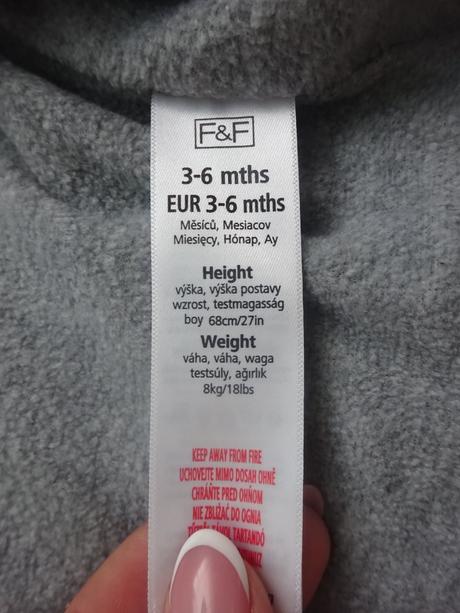 F&F
3-6 mths
EUR 3-6 mths
Měsíců, Mesiacov
Miesięcy, Hónap, Ay
Height
výška, výška postavy
wzrost, testmagasság
boy 68cm/27in
Weight
váha, váha, waga
testsúly, ağırlık
8kg/18lbs
KEEP AWAY FROM FIRE
UCHOVEJTE MIMO DOSAH OHNĚ
CHRÁŇTE PRED OHŇOM
NIE ZBLIŻAĆ DO OGNIA
TARTANDÓ